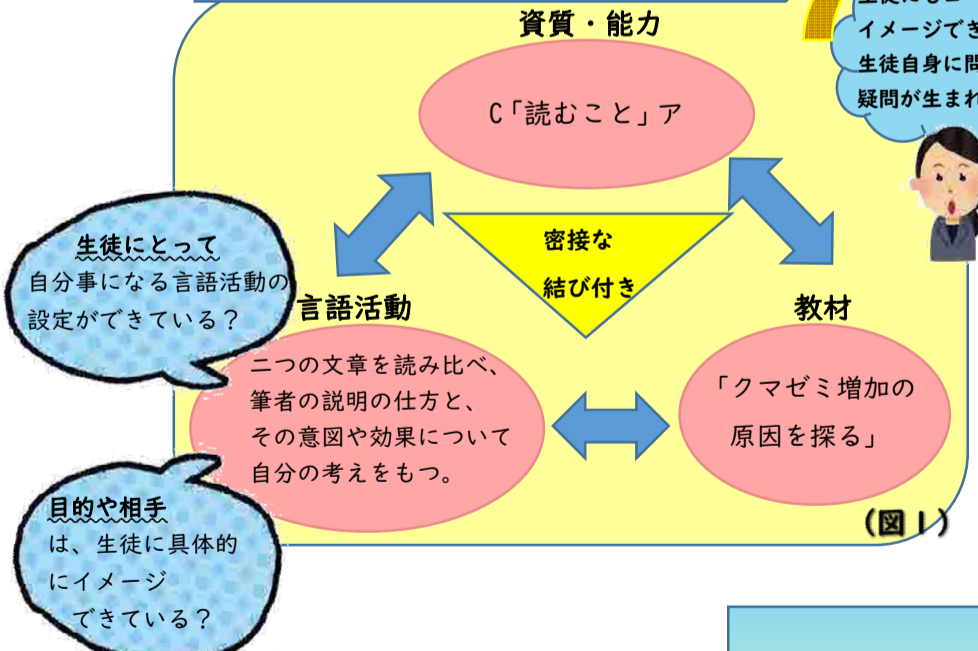 資質・能力
C「読むこと」ア
イメージでき
生徒自身に問
疑問が生まれ
生徒にとって
自分事になる言語活動の
設定ができている？
密接な
結び付き
言語活動
二つの文章を読み比べ、
筆者の説明の仕方と、
その意図や効果について
自分の考えをもつ。
教材
「クマゼミ増加の
原因を探る」
(図1)
目的や相手
は、生徒に具体的
にイメージ
できている？